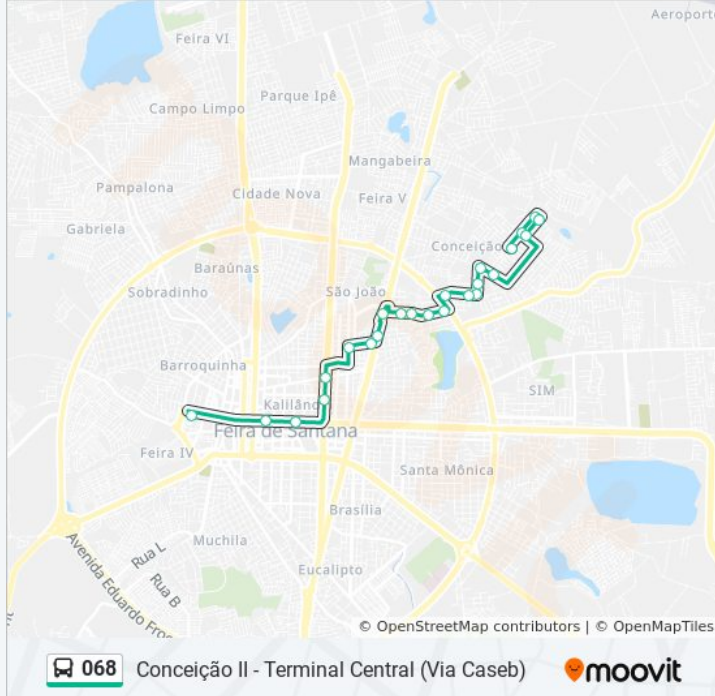 Aeroporto
Feira VI
Parque Ipê
Campo Limpo
Mangabeira
Pampalona
Cidade Nova
Feira V
Gabriela
Conceição
Baraúnas
Sobradinho
São João
Barroquinha
SIM
Kalilândia
Feira de Santana
Feira IV
Santa Mônica
Brasília
Muchila
Rua L
Eucalipto
Rua B
Avenida Eduardo Fro
© OpenStreetMap contributors | © OpenMapTiles
068 Conceição II - Terminal Central (Via Caseb) moovit